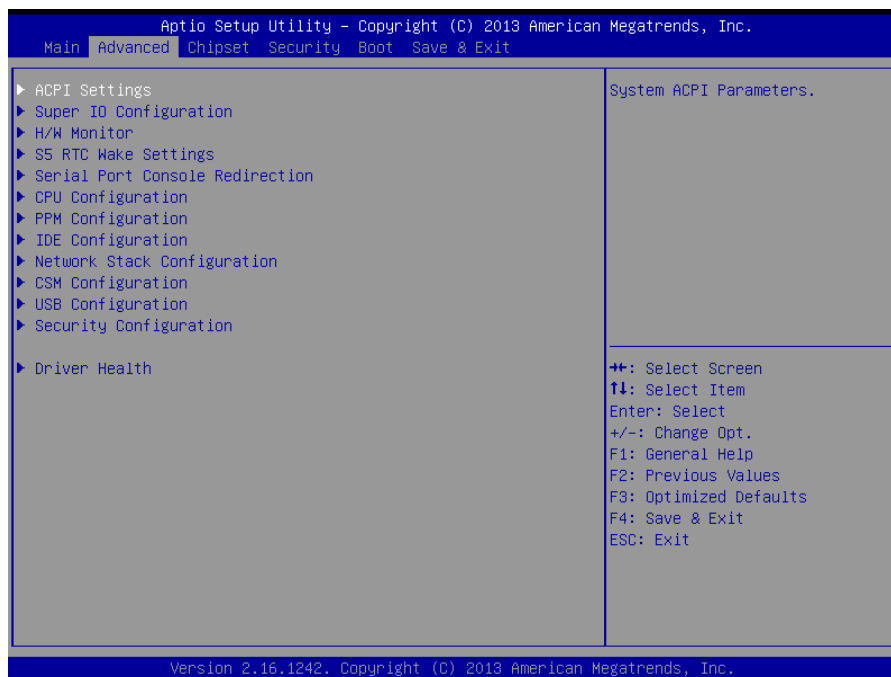 Aptio Setup Utility – Copyright (C) 2013 American Megatrends, Inc.
Main Advanced Chipset Security Boot Save & Exit
▶ ACPI Settings
▶ Super IO Configuration
▶ H/W Monitor
▶ S5 RTC Wake Settings
▶ Serial Port Console Redirection
▶ CPU Configuration
▶ PPM Configuration
▶ IDE Configuration
▶ Network Stack Configuration
▶ CSM Configuration
▶ USB Configuration
▶ Security Configuration
▶ Driver Health
System ACPI Parameters.
→←: Select Screen
↑↓: Select Item
Enter: Select
+/-: Change Opt.
F1: General Help
F2: Previous Values
F3: Optimized Defaults
F4: Save & Exit
ESC: Exit
Version 2.16.1242. Copyright (C) 2013 American Megatrends, Inc.